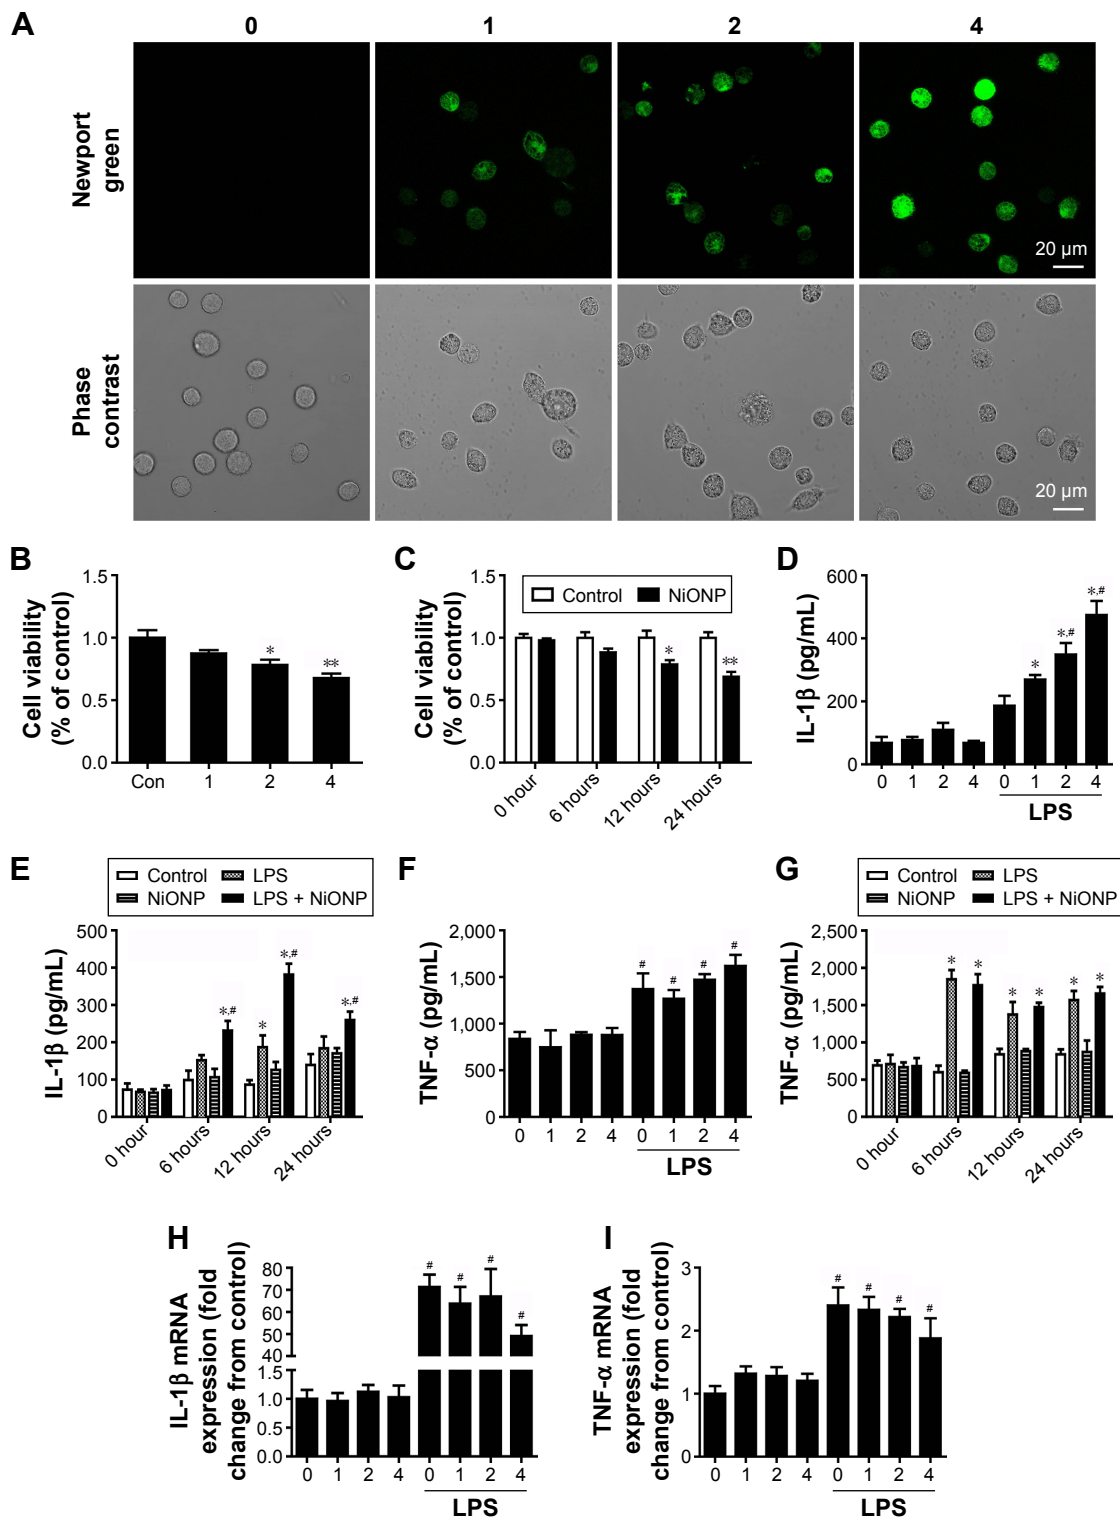 A
0 1 2 4
Newport
green
20 µm
Phase
contrast
20 µm
B
Cell viability
(% of control)
1.5
1.0
0.5
0.0
* **
Con 1 2 4
C
Cell viability
(% of control)
Control NiONP
1.5
1.0
0.5
0.0
* **
0 hour 6 hours 12 hours 24 hours
D
IL-1β (pg/mL)
600
400
200
0
* *,# *,#
0 1 2 4 0 1 2 4
LPS
E
Control LPS
NiONP LPS + NiONP
IL-1β (pg/mL)
500
400
300
200
100
0
*,# * *,# *,#
0 hour 6 hours 12 hours 24 hours
F
TNF-α (pg/mL)
2,000
1,500
1,000
500
0
# # # #
0 1 2 4 0 1 2 4
LPS
G
Control LPS
NiONP LPS + NiONP
TNF-α (pg/mL)
2,500
2,000
1,500
1,000
500
0
* * * * * *
0 hour 6 hours 12 hours 24 hours
H
IL-1β mRNA
expression (fold
change from control)
80
70
60
50
40
1.5
1.0
0.5
0.0
# # # #
0 1 2 4 0 1 2 4
LPS
I
TNF-α mRNA
expression (fold
change from control)
3
2
1
0
# # # #
0 1 2 4 0 1 2 4
LPS